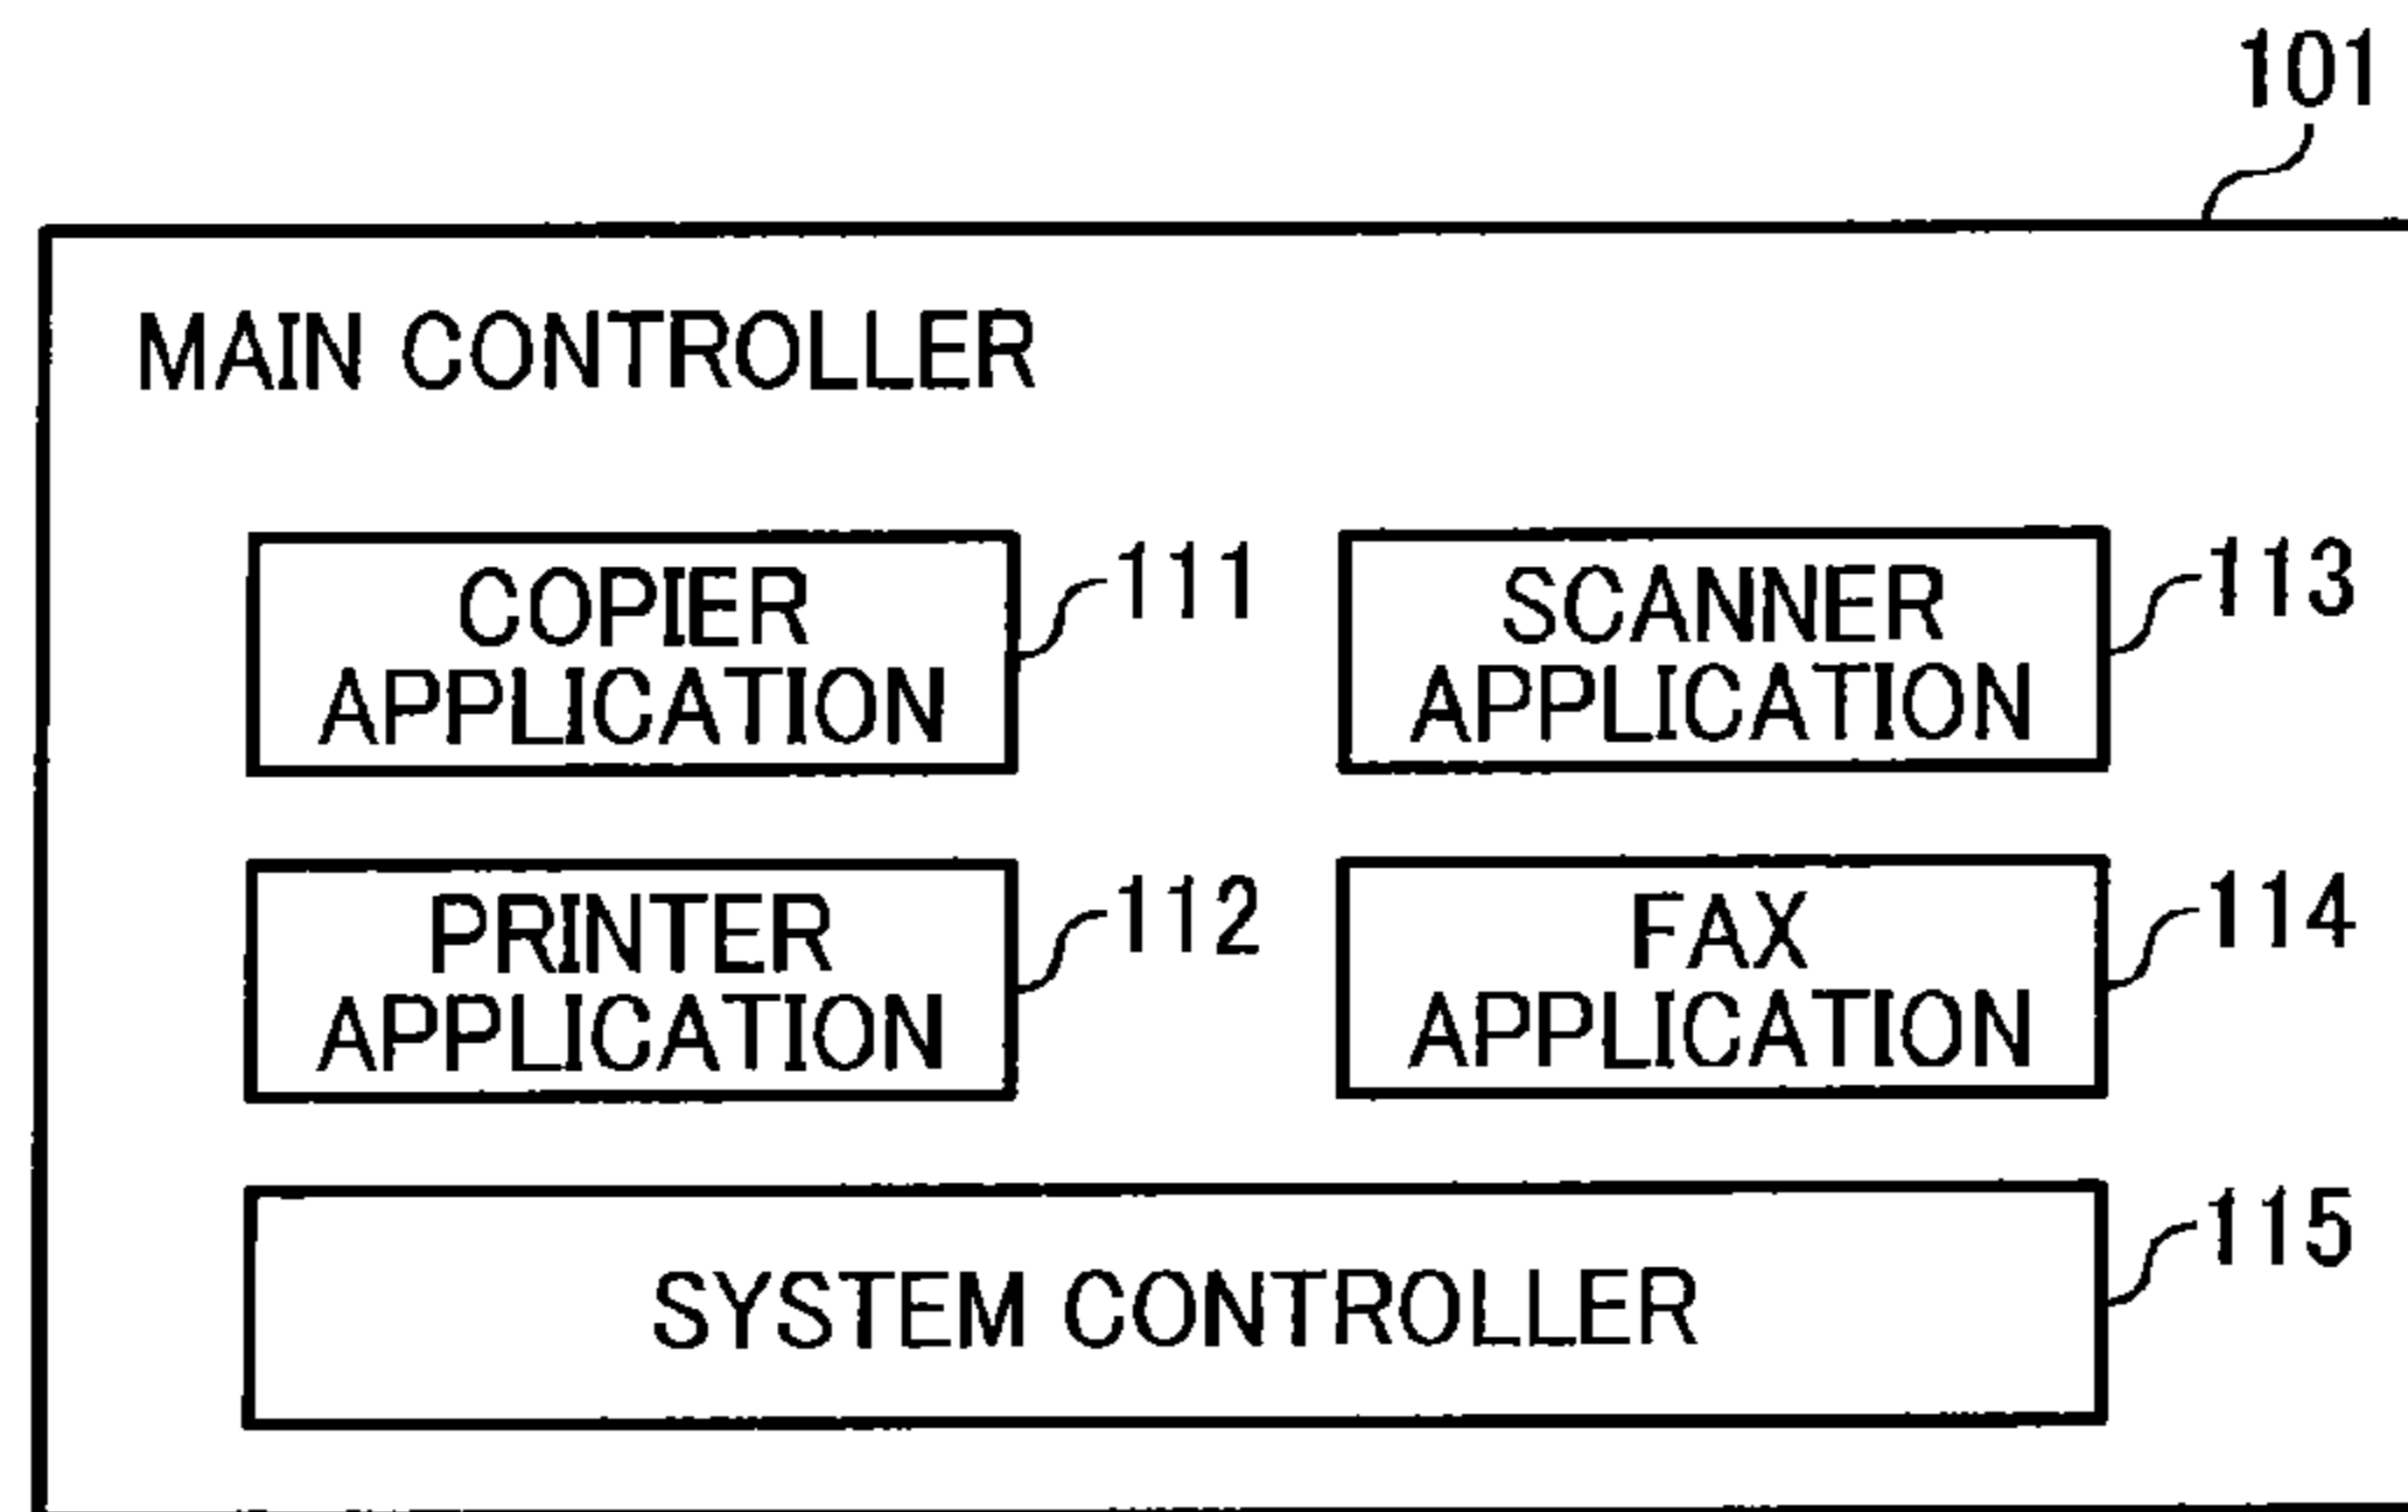 101
MAIN CONTROLLER
COPIER
APPLICATION
111
SCANNER
APPLICATION
113
PRINTER
APPLICATION
112
FAX
APPLICATION
114
SYSTEM CONTROLLER
115